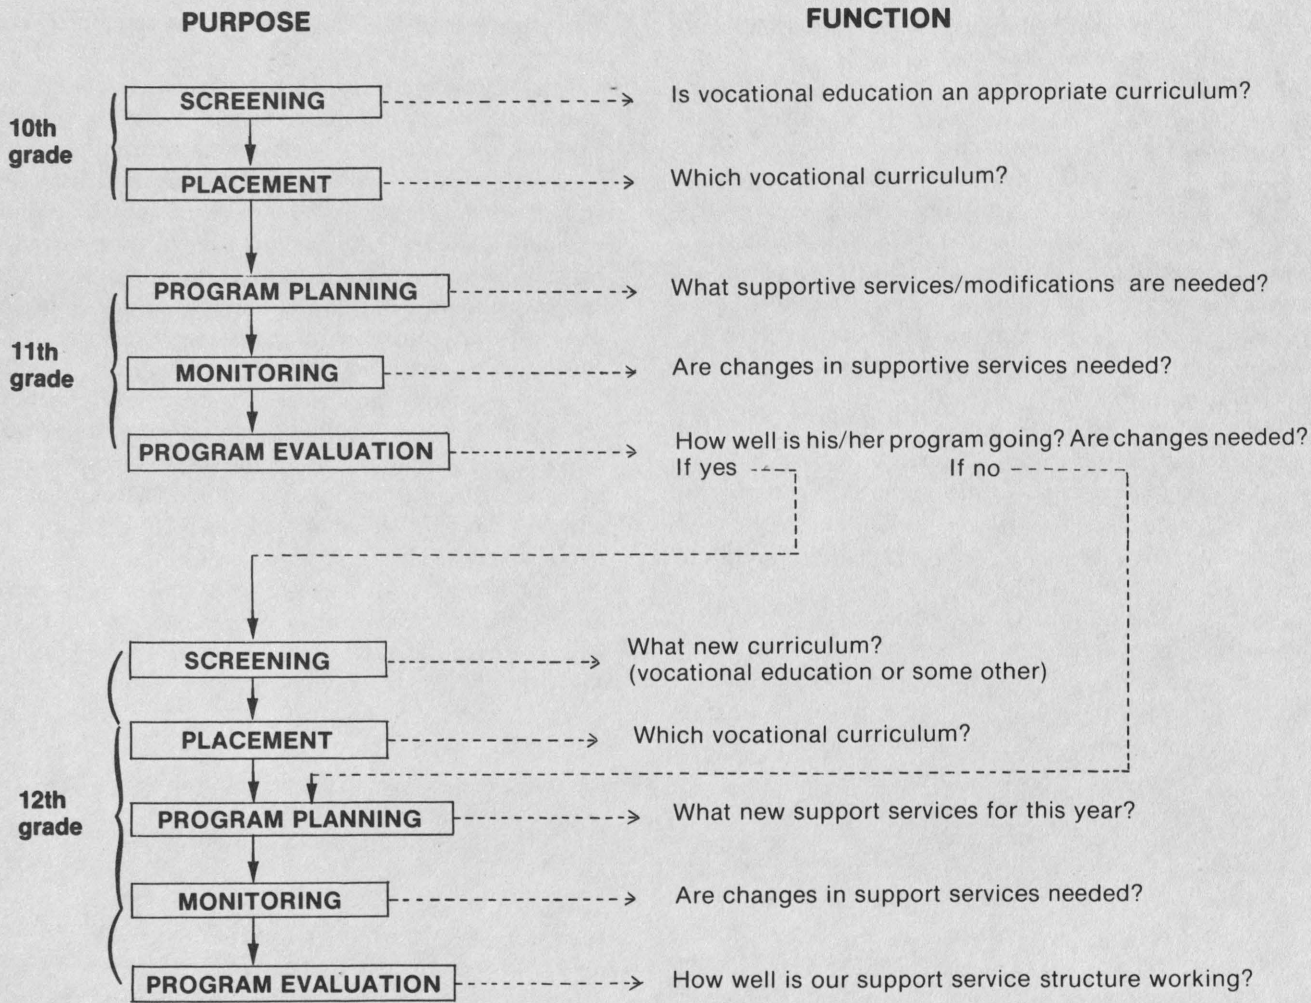 PURPOSE FUNCTION
SCREENING Is vocational education an appropriate curriculum?
10th
grade
PLACEMENT Which vocational curriculum?
PROGRAM PLANNING What supportive services/modifications are needed?
11th
grade
MONITORING Are changes in supportive services needed?
PROGRAM EVALUATION How well is his/her program going? Are changes needed?
If yes If no
SCREENING What new curriculum?
(vocational education or some other)
PLACEMENT Which vocational curriculum?
12th
grade
PROGRAM PLANNING What new support services for this year?
MONITORING Are changes in support services needed?
PROGRAM EVALUATION How well is our support service structure working?